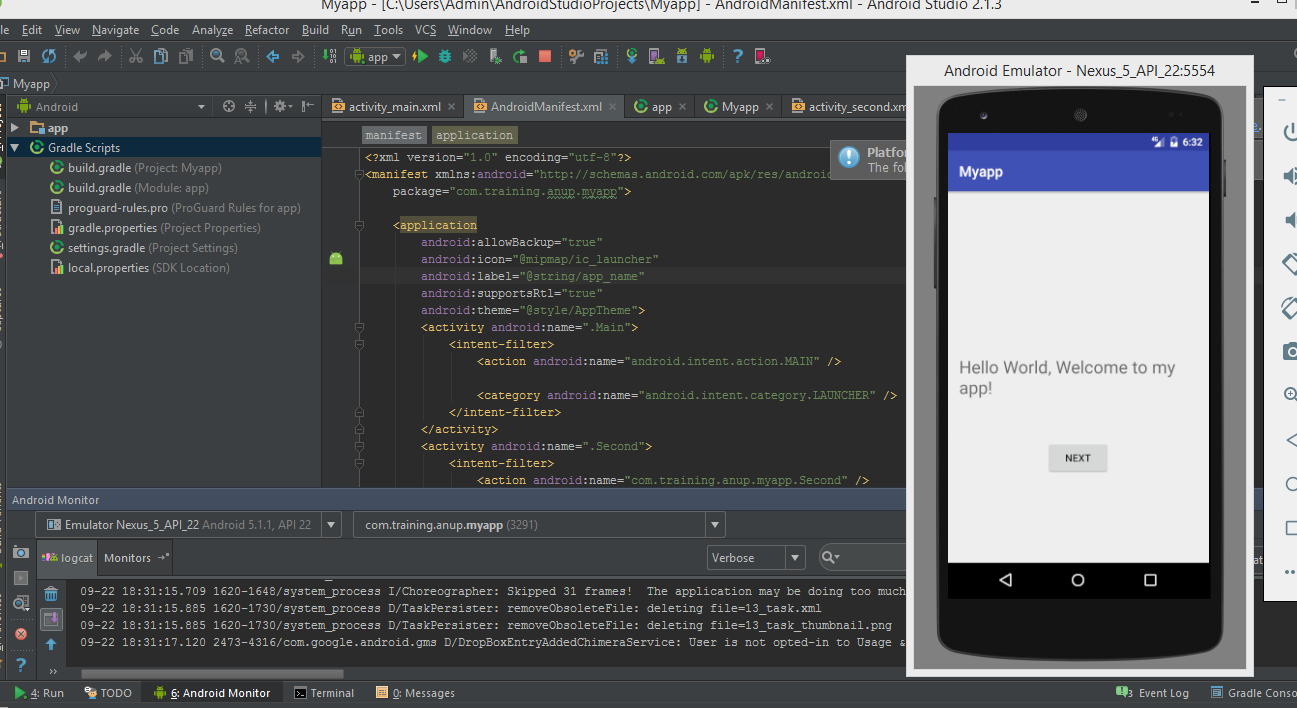 Myapp - [C:\Users\Admin\AndroidStudioProjects\Myapp] - AndroidManifest.xml - Android Studio 2.1.3
Edit View Navigate Code Analyze Refactor Build Run Tools VCS Window Help
app
Myapp
Android
activity_main.xml AndroidManifest.xml app Myapp activity_second.xm
app
Gradle Scripts
build.gradle (Project: Myapp)
build.gradle (Module: app)
proguard-rules.pro (ProGuard Rules for app)
gradle.properties (Project Properties)
settings.gradle (Project Settings)
local.properties (SDK Location)
manifest application
<?xml version="1.0" encoding="utf-8"?>
<manifest xmlns:android="http://schemas.android.com/apk/res/android
package="com.training.anup.myapp">
<application
android:allowBackup="true"
android:icon="@mipmap/ic_launcher"
android:label="@string/app_name"
android:supportsRtl="true"
android:theme="@style/AppTheme">
<activity android:name=".Main">
<intent-filter>
<action android:name="android.intent.action.MAIN" />
<category android:name="android.intent.category.LAUNCHER" />
</intent-filter>
</activity>
<activity android:name=".Second">
<intent-filter>
<action android:name="com.training.anup.myapp.Second" />
Platfo
The fol
Android Emulator - Nexus_5_API_22:5554
4G 6:32
Myapp
Hello World, Welcome to my
app!
NEXT
Android Monitor
Emulator Nexus_5_API_22 Android 5.1.1, API 22 com.training.anup.myapp (3291)
logcat Monitors Verbose
09-22 18:31:15.709 1620-1648/system_process I/Choreographer: Skipped 31 frames! The application may be doing too much
09-22 18:31:15.885 1620-1730/system_process D/TaskPersister: removeObsoleteFile: deleting file=13_task.xml
09-22 18:31:15.885 1620-1730/system_process D/TaskPersister: removeObsoleteFile: deleting file=13_task_thumbnail.png
09-22 18:31:17.120 2473-4316/com.google.android.gms D/DropBoxEntryAddedChimeraService: User is not opted-in to Usage &
4: Run TODO 6: Android Monitor Terminal 0: Messages 3 Event Log Gradle Conso